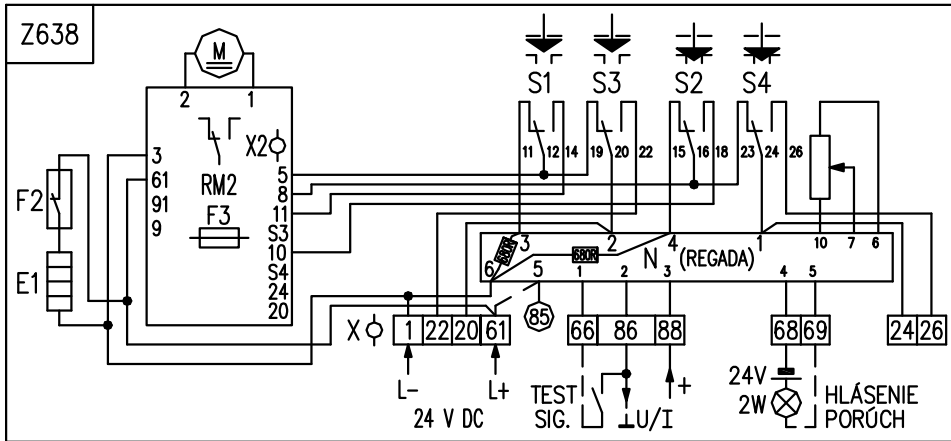 Z638
M
2 1
S1 S3 S2 S4
3
61
91
9
X2
RM2
F3
5
8
11
S3
10
S4
24
20
11 12 14 19 20 22 15 16 18 23 24 26
F2
E1
3 2 4 1 10 7 6
680R 680R
N (REGADA)
6 5 1 2 3 4 5
X 1 22 20 61 85 66 86 88 68 69 24 26
L- L+
24 V DC
TEST
SIG.
U/I
+
24V
2W
HLÁSENIE
PORÚCH